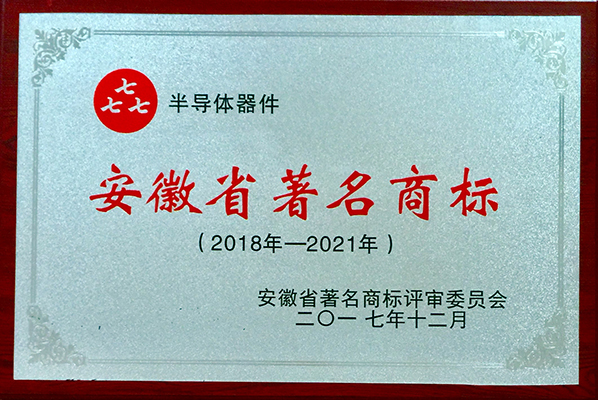 七
七七
半导体器件
安徽省著名商标
（2018年—2021年）
安徽省著名商标评审委员会
二〇一七年十二月